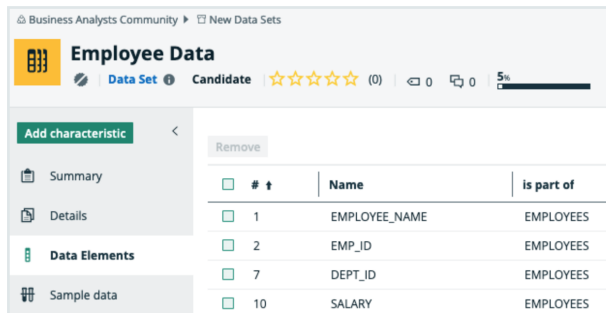 Business Analysts Community New Data Sets
Employee Data
Data Set Candidate (0) 0 0 5%
Add characteristic
Remove
Summary
# Name is part of
Details
1 EMPLOYEE_NAME EMPLOYEES
2 EMP_ID EMPLOYEES
Data Elements
7 DEPT_ID EMPLOYEES
Sample data
10 SALARY EMPLOYEES